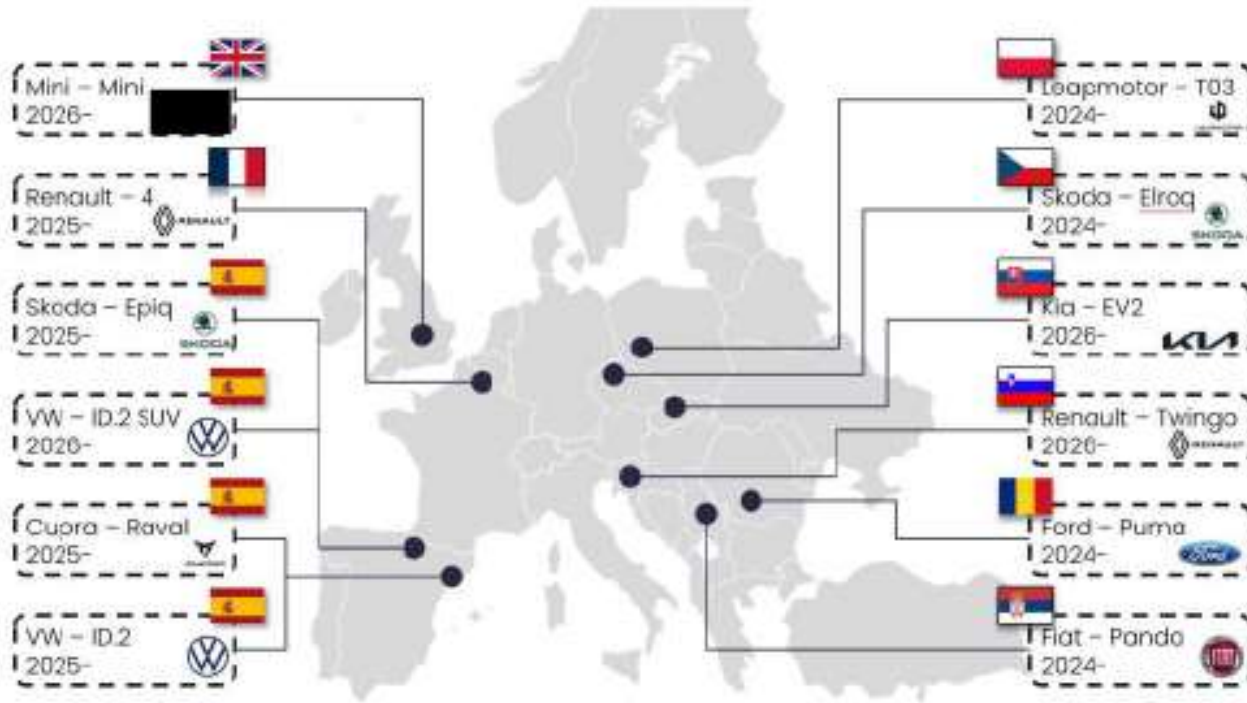 Mini – Mini
2026-
Renault – 4
2025-
RENAULT
Skoda – Epiq
2025-
SKODA
VW – ID.2 SUV
2026-
Cupra – Raval
2025-
VW – ID.2
2025-
Leapmotor – T03
2024-
Skoda – Elroq
2024-
SKODA
Kia – EV2
2026-
KIA
Renault – Twingo
2026-
RENAULT
Ford – Puma
2024-
Ford
Fiat – Pando
2024-
FIAT